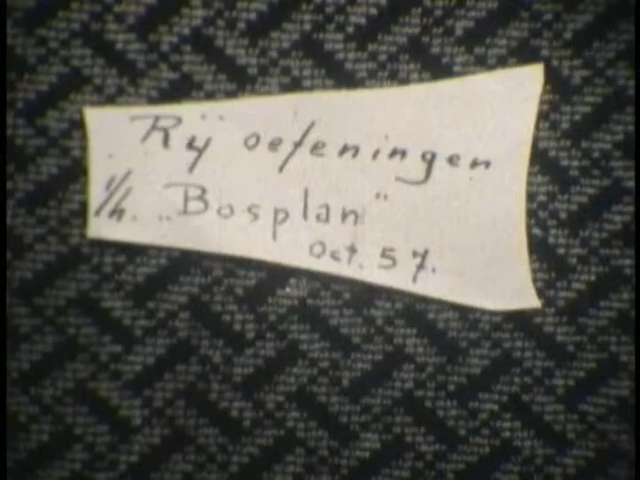 Rij oefeningen
i/h. „Bosplan"
Oct. 57.